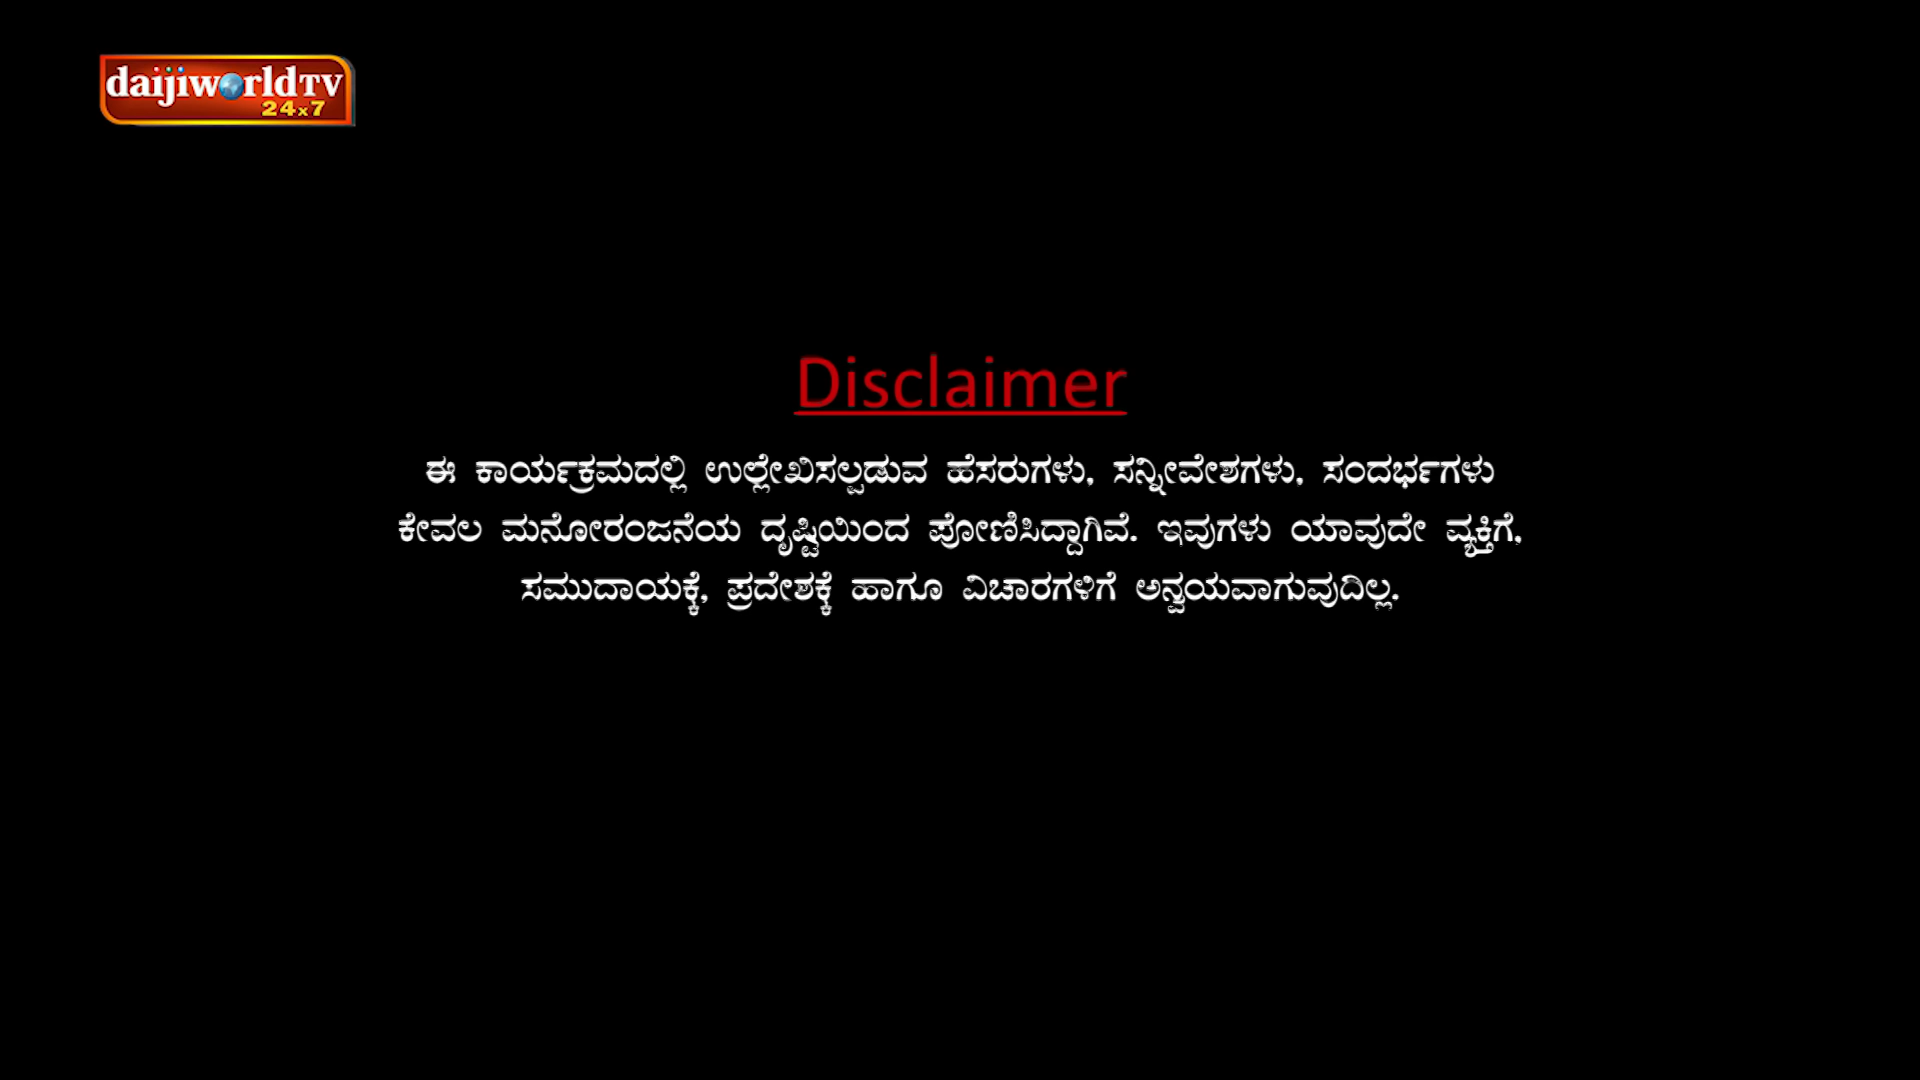 daijiworldTV
24x7
Disclaimer
ಈ ಕಾರ್ಯಕ್ರಮದಲ್ಲಿ ಉಲ್ಲೇಖಿಸಲ್ಪಡುವ ಹೆಸರುಗಳು, ಸನ್ನೀವೇಶಗಳು, ಸಂದರ್ಭಗಳು
ಕೇವಲ ಮನೋರಂಜನೆಯ ದೃಷ್ಟಿಯಿಂದ ಪೋಣಿಸಿದ್ದಾಗಿವೆ. ಇವುಗಳು ಯಾವುದೇ ವ್ಯಕ್ತಿಗೆ,
ಸಮುದಾಯಕ್ಕೆ, ಪ್ರದೇಶಕ್ಕೆ ಹಾಗೂ ವಿಚಾರಗಳಿಗೆ ಅನ್ವಯವಾಗುವುದಿಲ್ಲ.